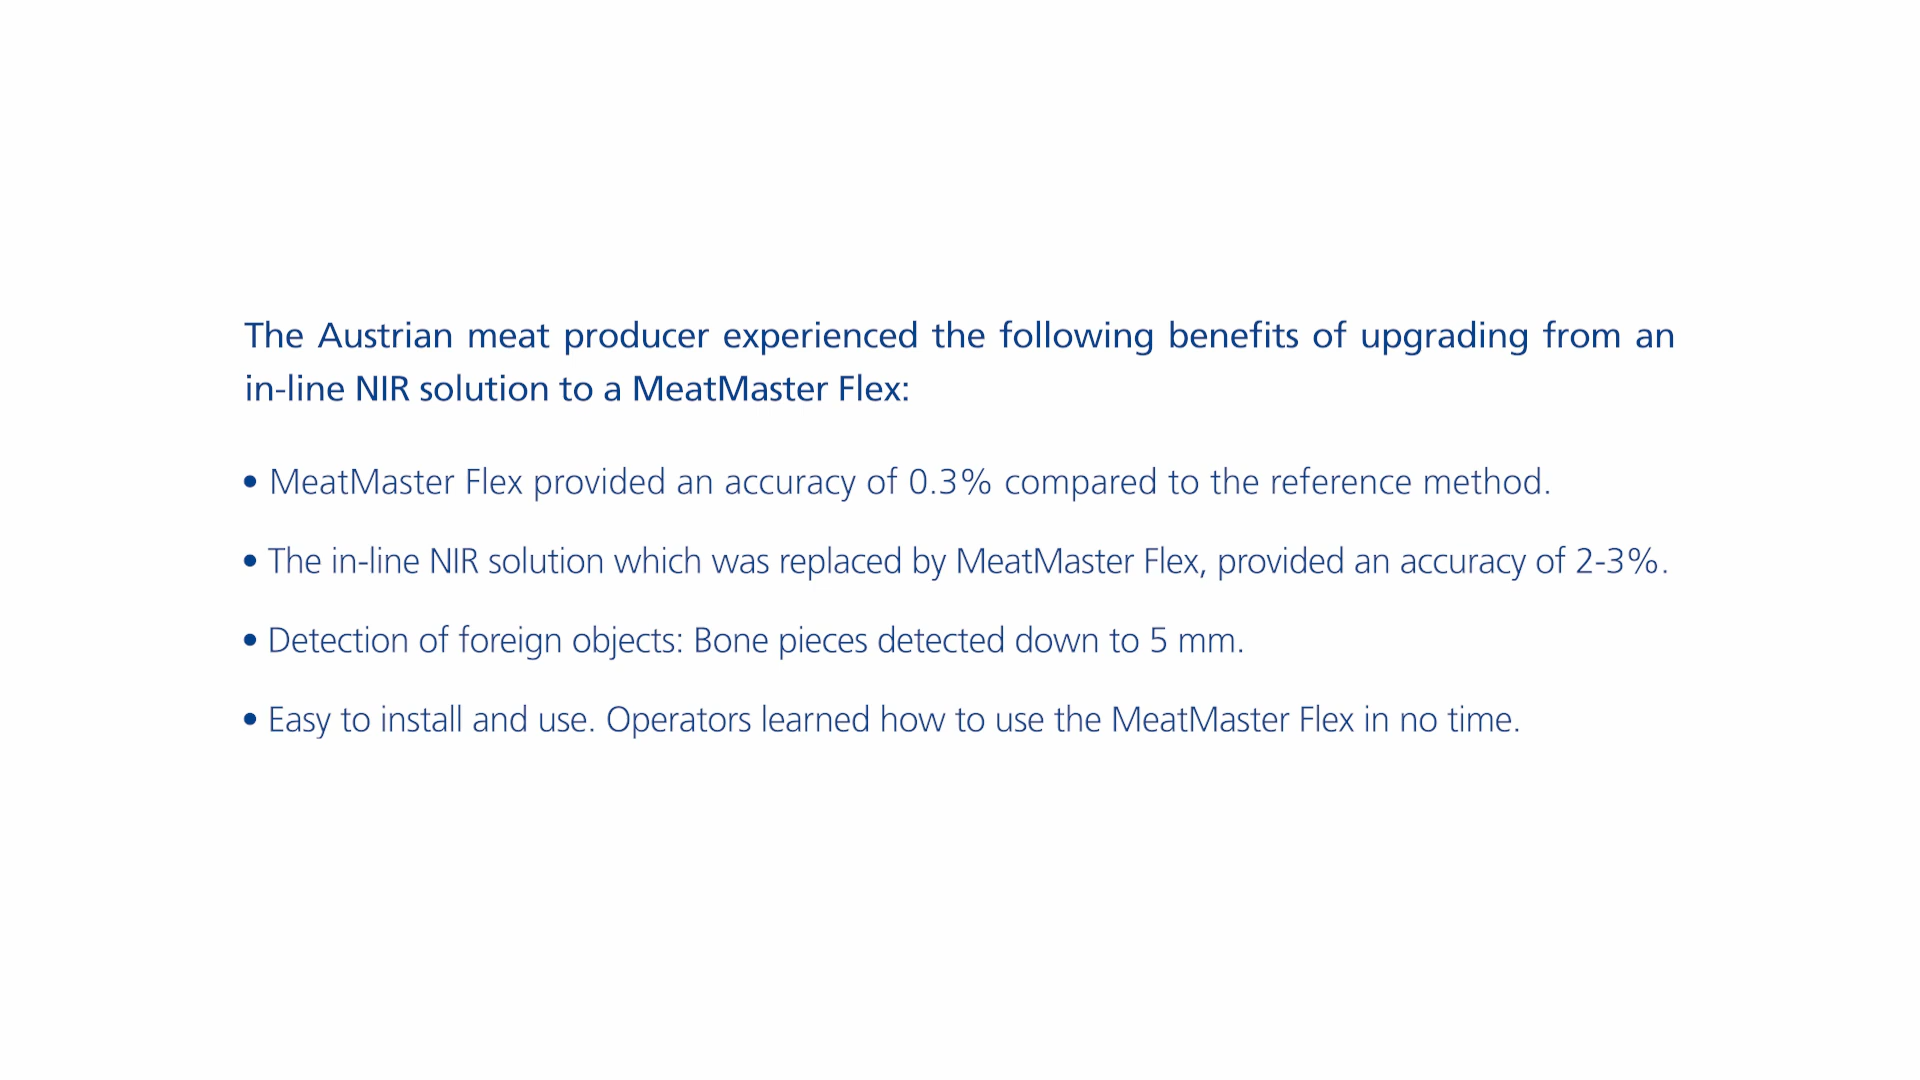 The Austrian meat producer experienced the following benefits of upgrading from an
in-line NIR solution to a MeatMaster Flex:
• MeatMaster Flex provided an accuracy of 0.3% compared to the reference method.
• The in-line NIR solution which was replaced by MeatMaster Flex, provided an accuracy of 2-3%.
• Detection of foreign objects: Bone pieces detected down to 5 mm.
• Easy to install and use. Operators learned how to use the MeatMaster Flex in no time.